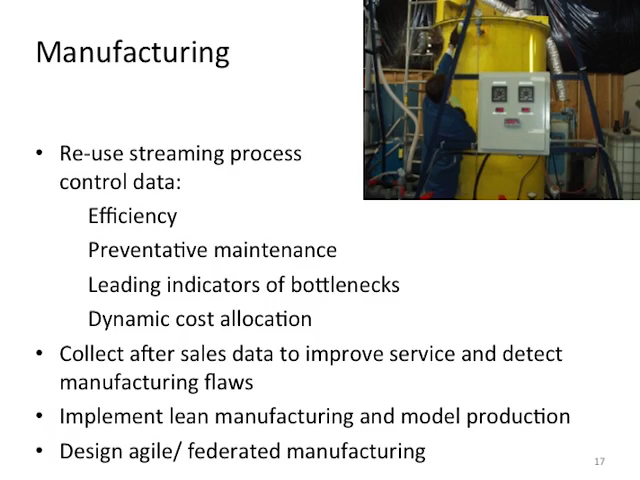 Manufacturing
• Re-use streaming process
control data:
Efficiency
Preventative maintenance
Leading indicators of bottlenecks
Dynamic cost allocation
• Collect after sales data to improve service and detect
manufacturing flaws
• Implement lean manufacturing and model production
• Design agile/ federated manufacturing
17